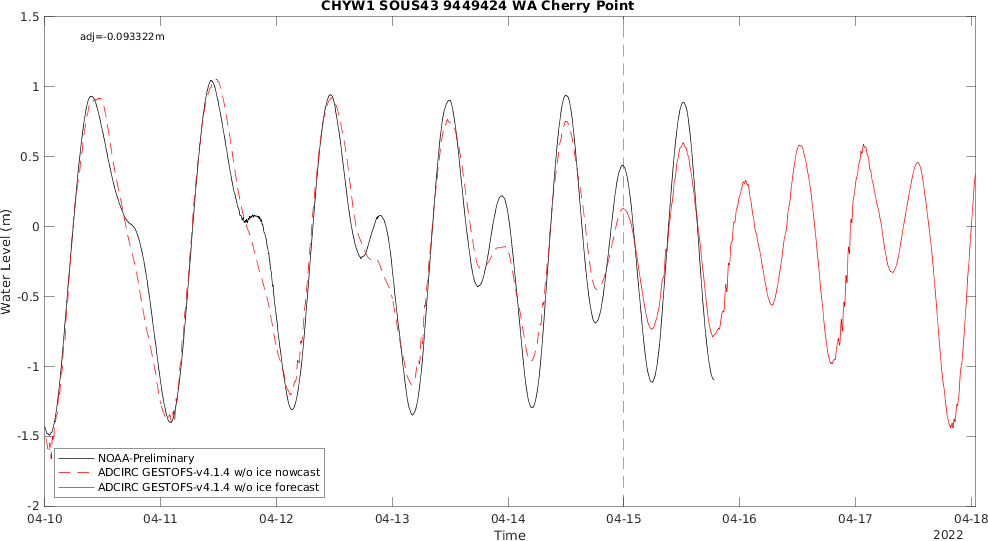 CHYW1 SOUS43 9449424 WA Cherry Point
adj=-0.093322m
1.5
1
0.5
0
-0.5
-1
-1.5
-2
Water Level (m)
NOAA-Preliminary
ADCIRC GESTOFS-v4.1.4 w/o ice nowcast
ADCIRC GESTOFS-v4.1.4 w/o ice forecast
04-10 04-11 04-12 04-13 04-14 04-15 04-16 04-17 04-18
Time
2022